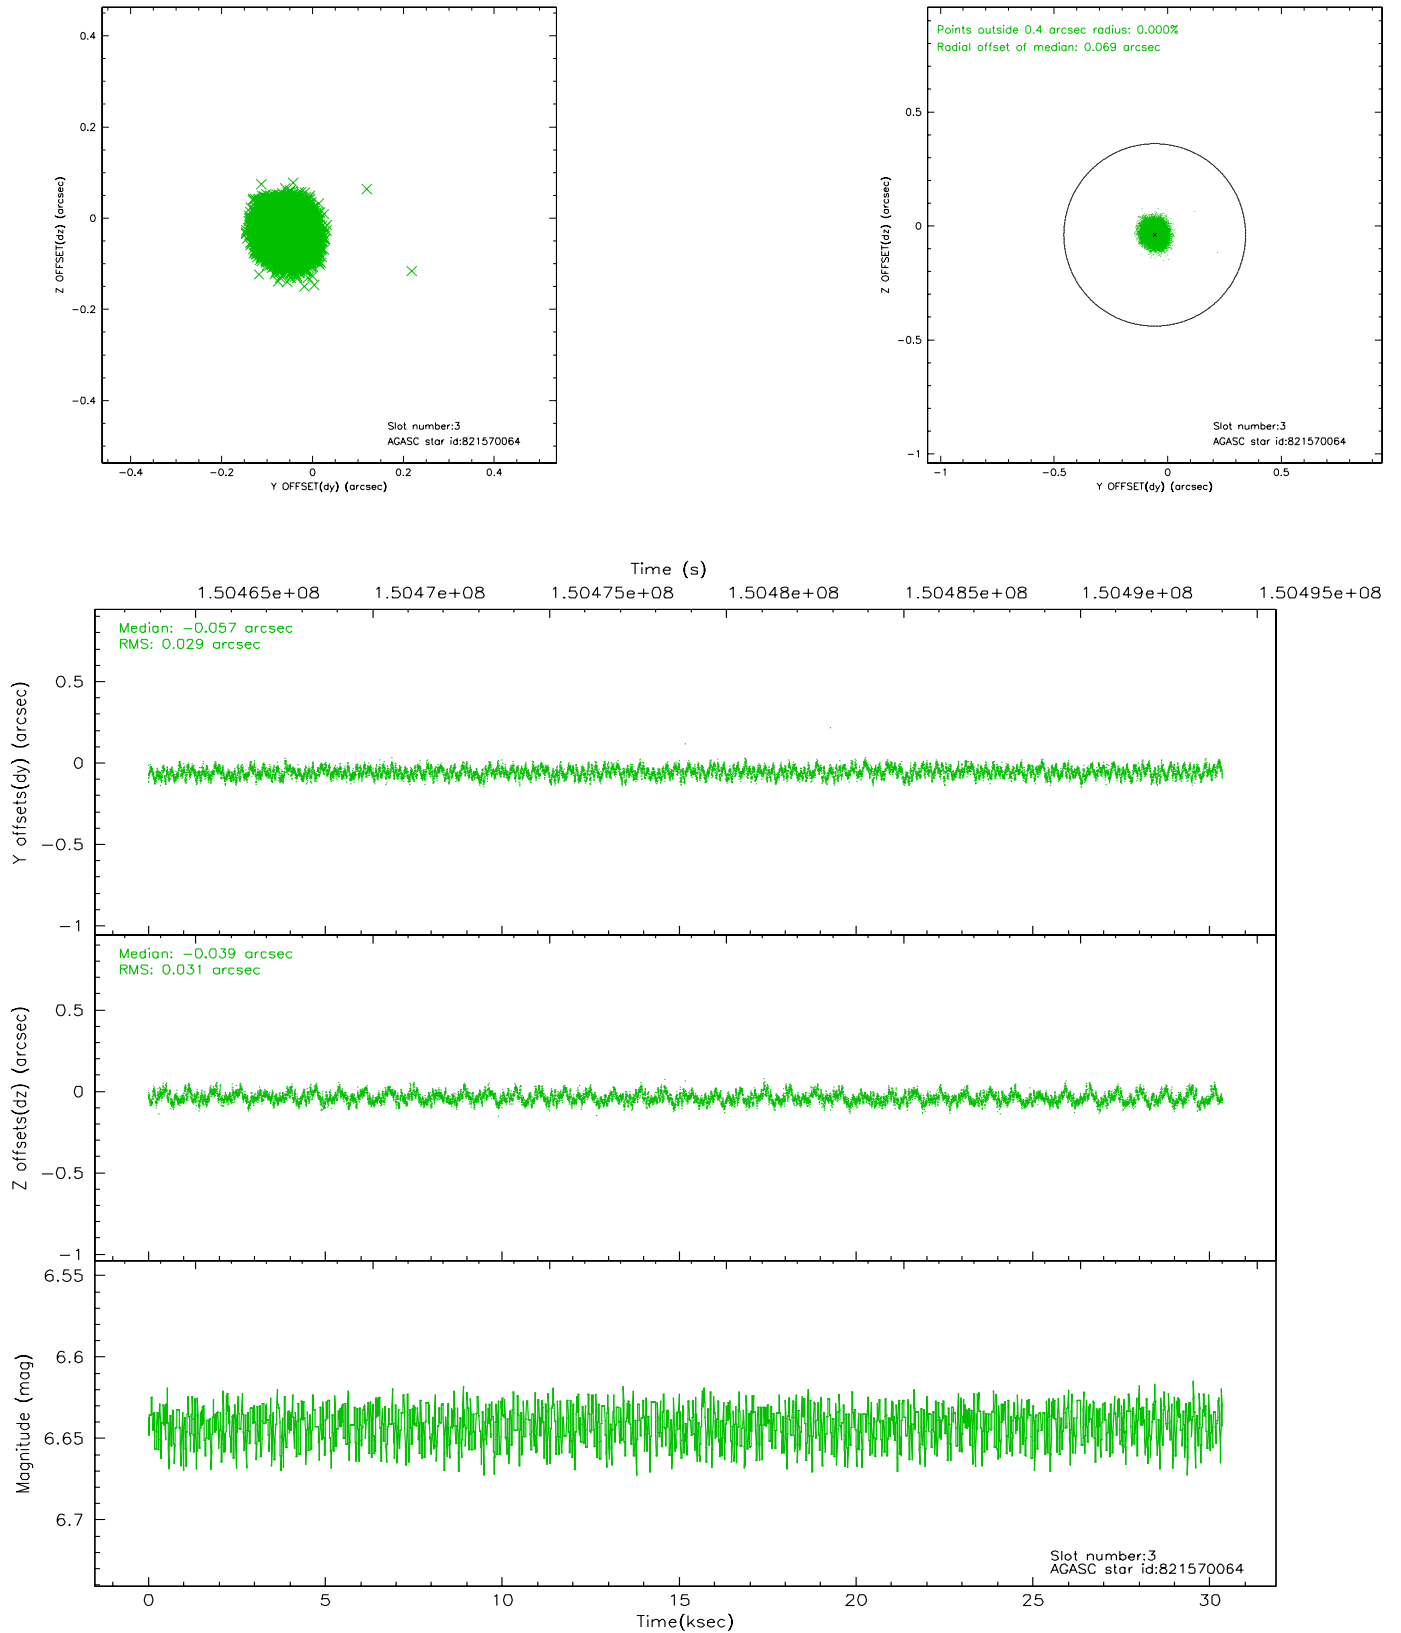 0.4
0.2
0
-0.2
-0.4
Z OFFSET(dz) (arcsec)
Slot number:3
AGASC star id:821570064
-0.4 -0.2 0 0.2 0.4
Y OFFSET(dy) (arcsec)
Points outside 0.4 arcsec radius: 0.000%
Radial offset of median: 0.069 arcsec
0.5
0
-0.5
-1
Z OFFSET(dz) (arcsec)
Slot number:3
AGASC star id:821570064
-1 -0.5 0 0.5
Y OFFSET(dy) (arcsec)
Time (s)
1.50465e+08 1.5047e+08 1.50475e+08 1.5048e+08 1.50485e+08 1.5049e+08 1.50495e+08
Median: -0.057 arcsec
RMS: 0.029 arcsec
0.5
0
-0.5
-1
Y offsets(dy) (arcsec)
Median: -0.039 arcsec
RMS: 0.031 arcsec
0.5
0
-0.5
-1
Z offsets(dz) (arcsec)
6.55
6.6
6.65
6.7
Magnitude (mag)
Slot number:3
AGASC star id:821570064
0 5 10 15 20 25 30
Time(ksec)